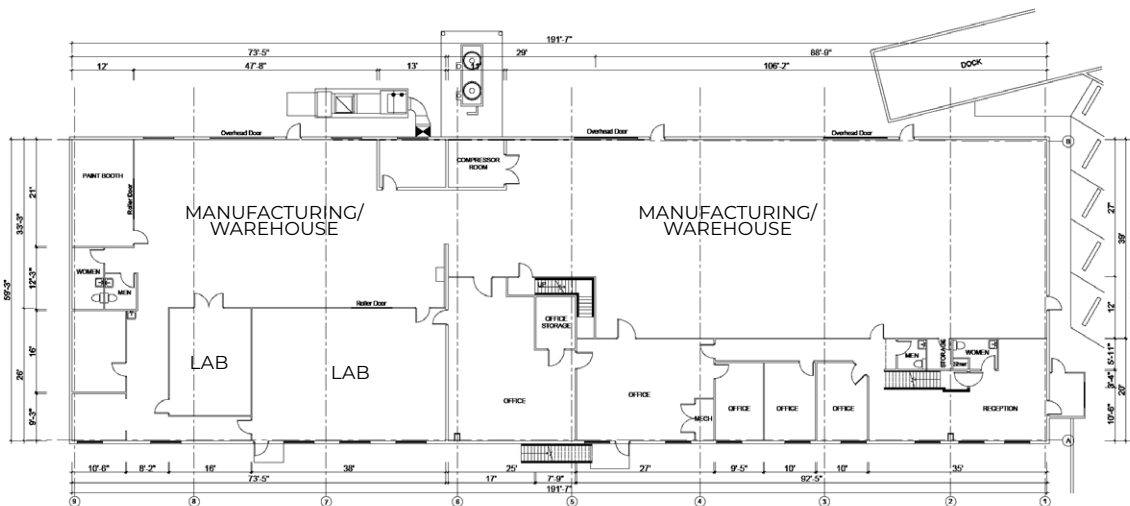 191'-7"
73'-5"
29'
88'-9"
12'
47'-8"
13'
11'
106'-2"
DOCK
Overhead Door
Overhead Door
Overhead Door
B
PAINT BOOTH
Roller Door
COMPRESSOR
ROOM
MANUFACTURING/
WAREHOUSE
MANUFACTURING/
WAREHOUSE
21'
33'-3"
59'-3"
12'-3"
16'
26'
9'-3"
27'
39'
12'
5'-11"
3'-4"
20'
10'-6"
WOMEN
MEN
Roller Door
UP
OFFICE
STORAGE
LAB
LAB
OFFICE
OFFICE
MECH
OFFICE
OFFICE
OFFICE
MEN
STORAGE
WOMEN
RECEPTION
A
10'-6"
8'-2"
16'
38'
25'
27'
9'-5"
10'
10'
35'
73'-5"
17'
7'-9"
92'-5"
191'-7"
9
8
7
6
5
4
3
2
1